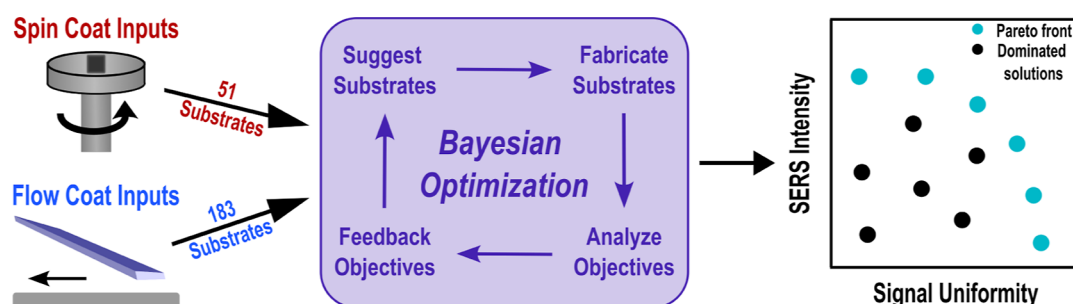 Spin Coat Inputs
51
Substrates
Flow Coat Inputs
183
Substrates
Suggest
Substrates
Fabricate
Substrates
Bayesian
Optimization
Feedback
Objectives
Analyze
Objectives
SERS Intensity
Pareto front
Dominated
solutions
Signal Uniformity